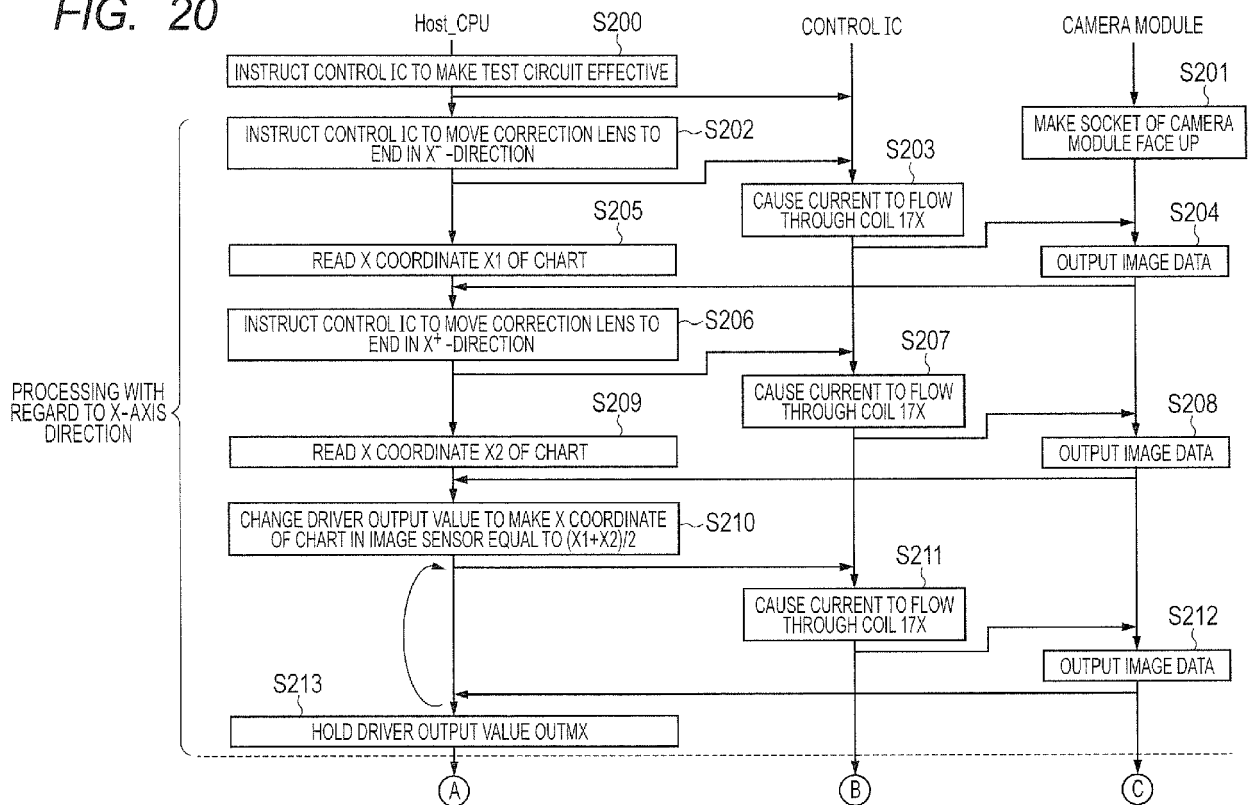 FIG. 20
Host_CPU
CONTROL IC
CAMERA MODULE
S200
INSTRUCT CONTROL IC TO MAKE TEST CIRCUIT EFFECTIVE
S201
MAKE SOCKET OF CAMERA
MODULE FACE UP
S202
INSTRUCT CONTROL IC TO MOVE CORRECTION LENS TO
END IN X⁻ -DIRECTION
S203
CAUSE CURRENT TO FLOW
THROUGH COIL 17X
S204
OUTPUT IMAGE DATA
S205
READ X COORDINATE X1 OF CHART
S206
INSTRUCT CONTROL IC TO MOVE CORRECTION LENS TO
END IN X⁺ -DIRECTION
S207
CAUSE CURRENT TO FLOW
THROUGH COIL 17X
PROCESSING WITH
REGARD TO X-AXIS
DIRECTION
S208
OUTPUT IMAGE DATA
S209
READ X COORDINATE X2 OF CHART
S210
CHANGE DRIVER OUTPUT VALUE TO MAKE X COORDINATE
OF CHART IN IMAGE SENSOR EQUAL TO (X1+X2)/2
S211
CAUSE CURRENT TO FLOW
THROUGH COIL 17X
S212
OUTPUT IMAGE DATA
S213
HOLD DRIVER OUTPUT VALUE OUTMX
A
B
C